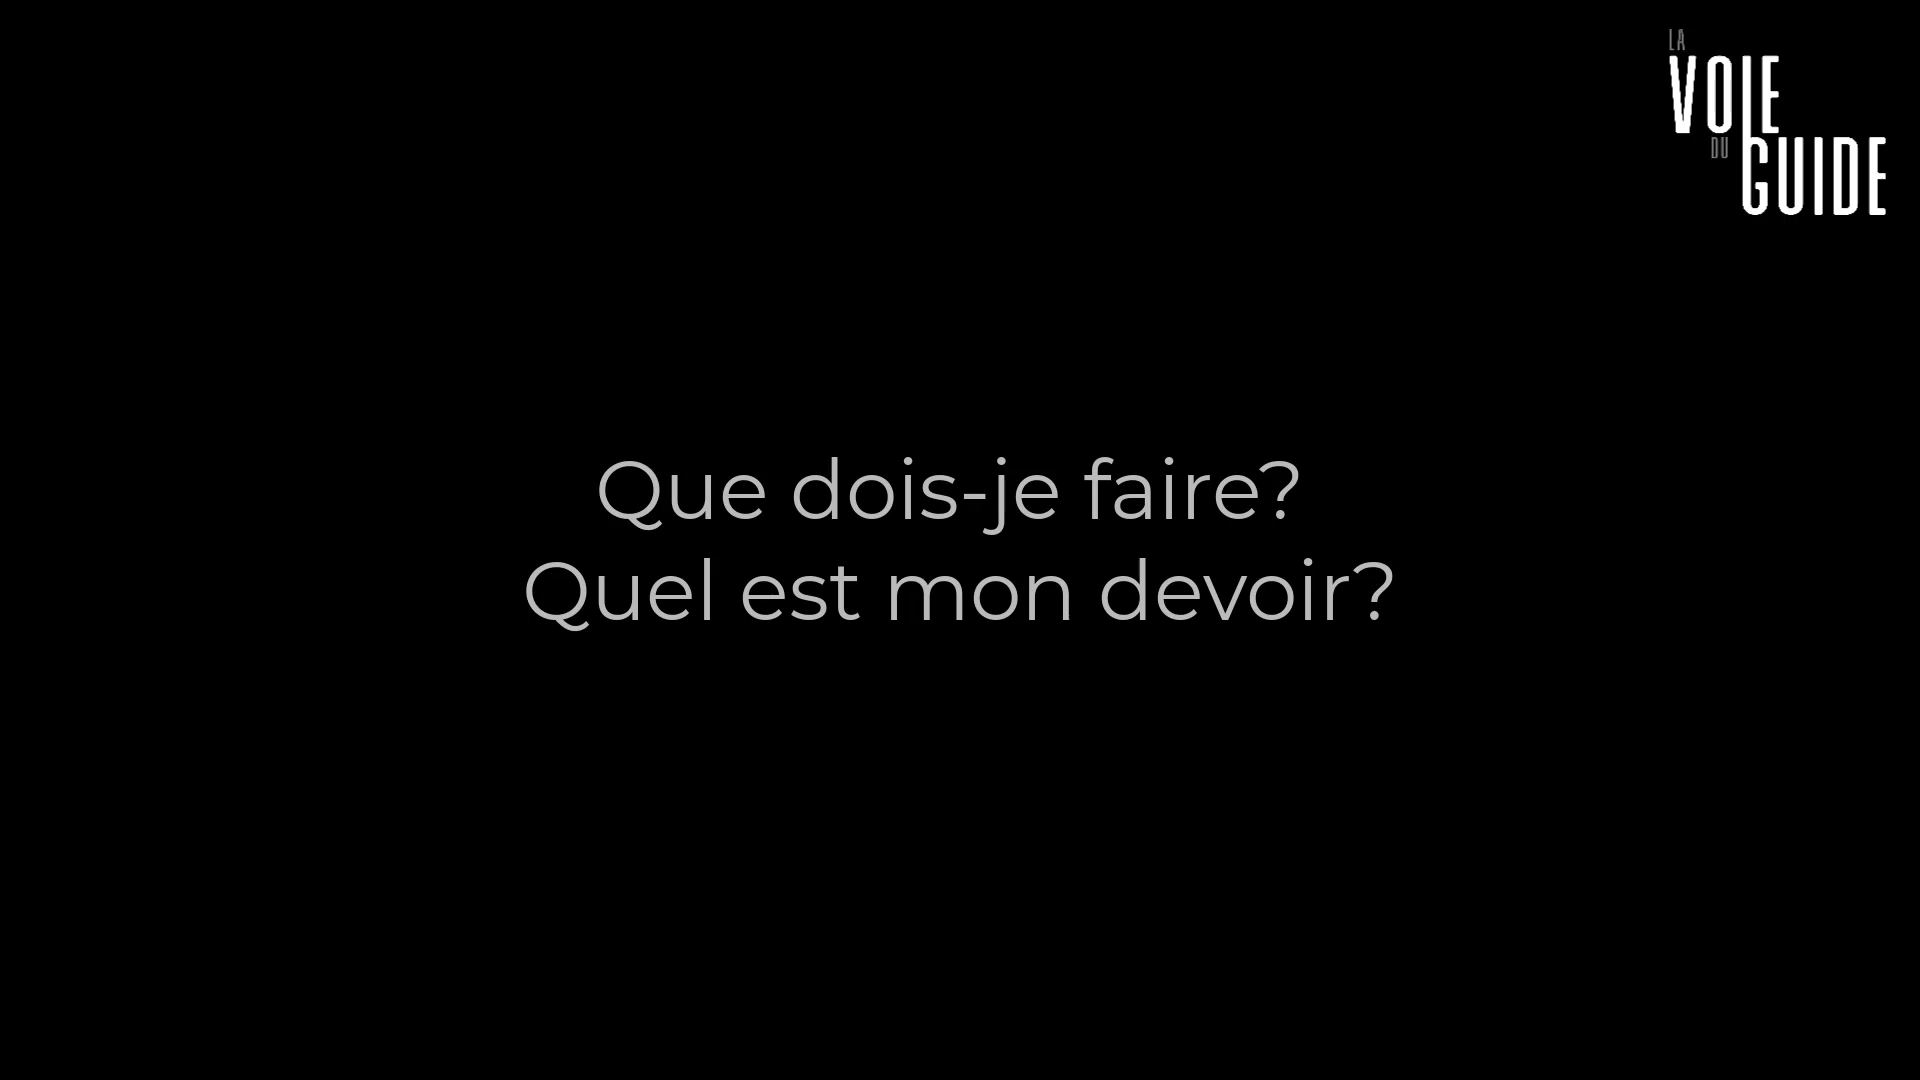 LA
VOIE
DU
GUIDE
Que dois-je faire?
Quel est mon devoir?